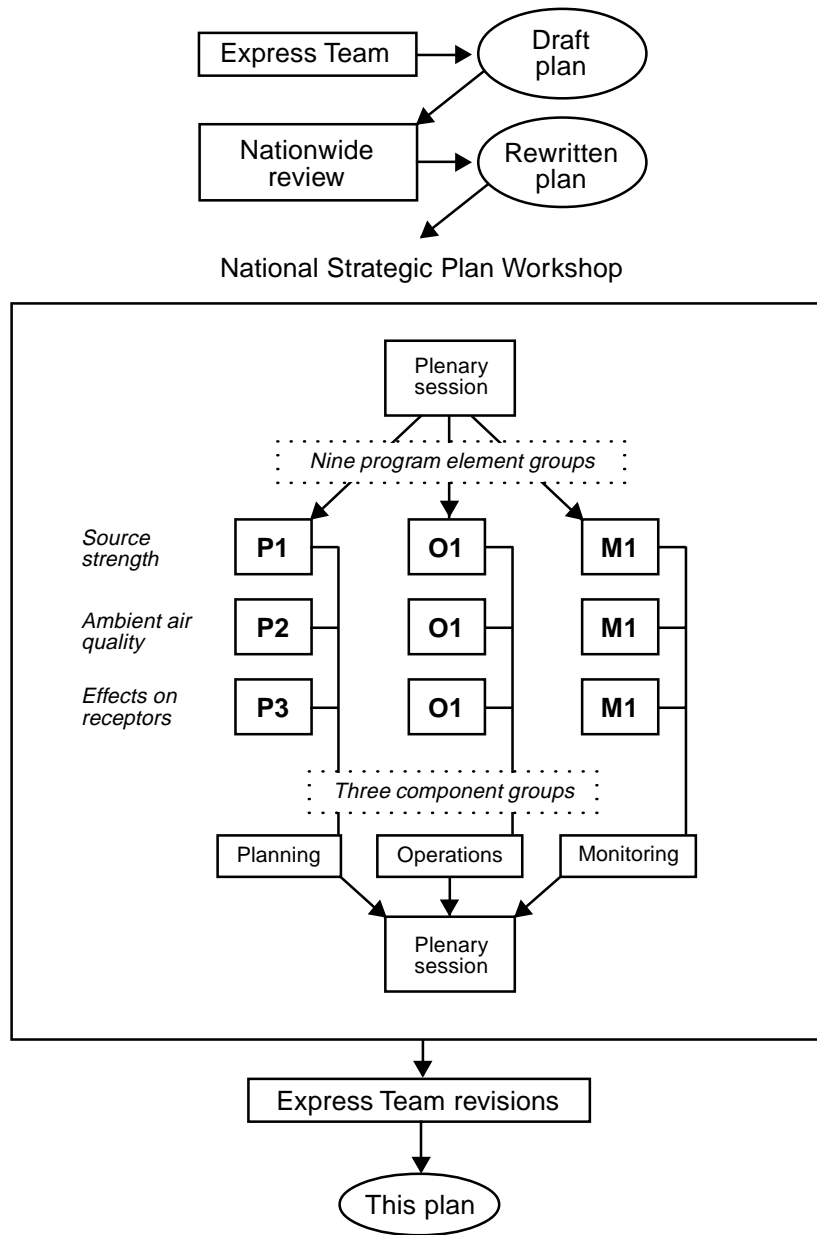 Express Team
Draft
plan
Nationwide
review
Rewritten
plan
National Strategic Plan Workshop
Plenary
session
Nine program element groups
Source
strength
P1
O1
M1
Ambient air
quality
P2
O1
M1
Effects on
receptors
P3
O1
M1
Three component groups
Planning
Operations
Monitoring
Plenary
session
Express Team revisions
This plan